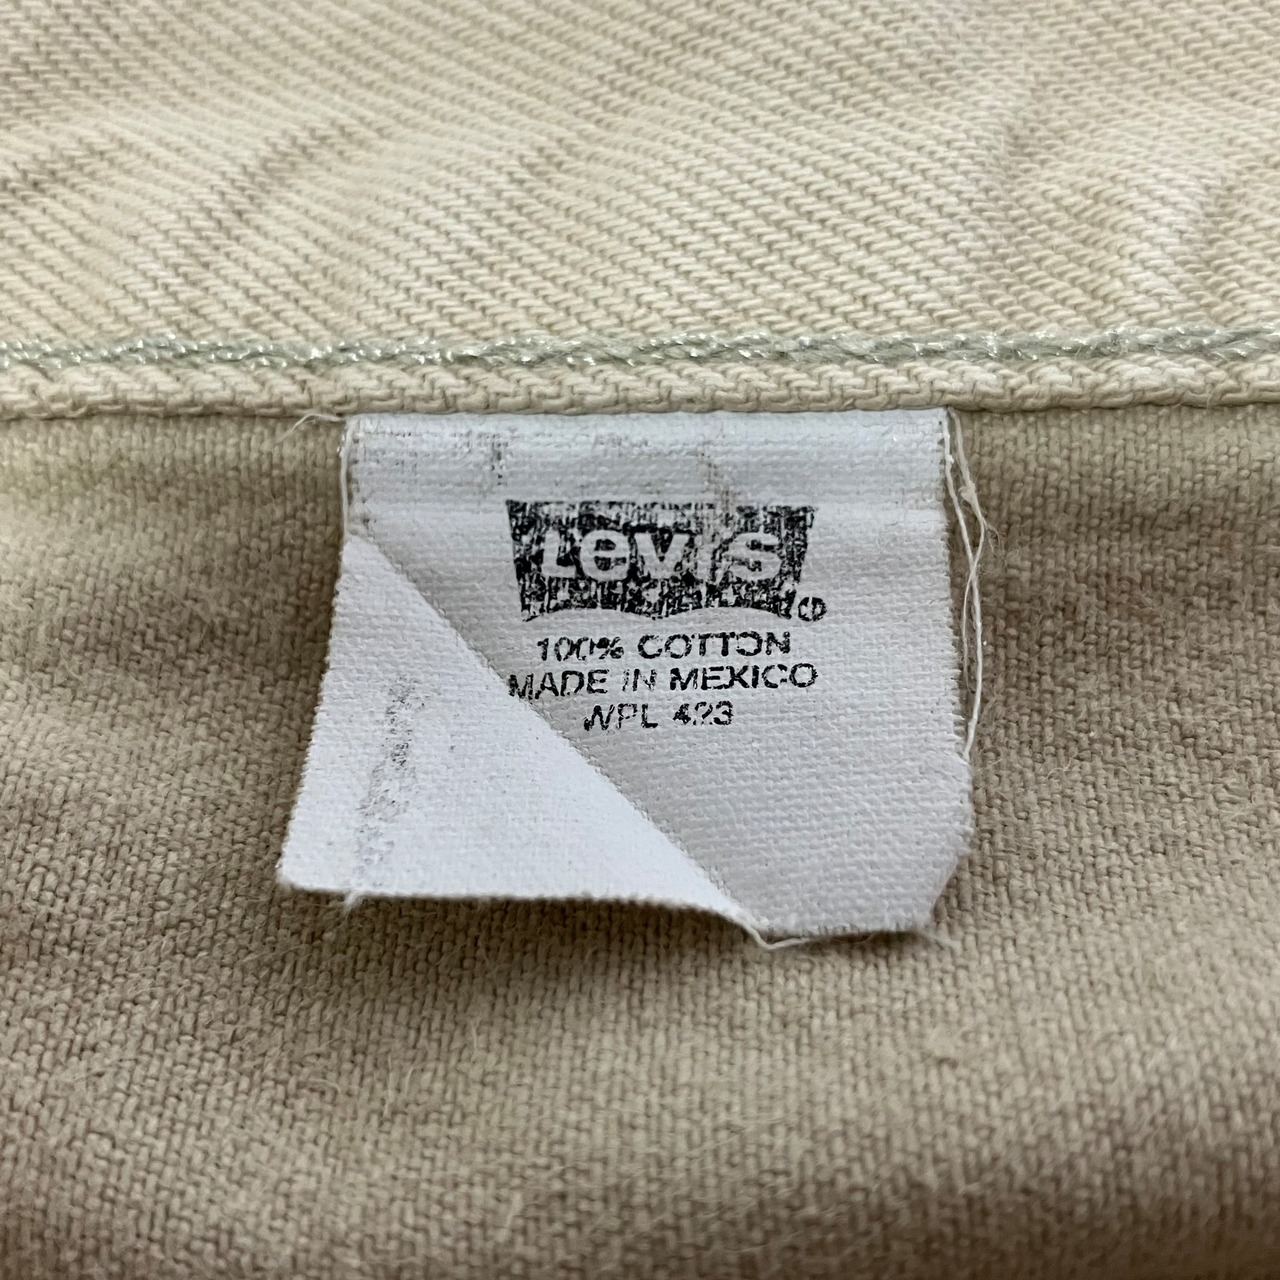 Levi's
100% COTTON
MADE IN MEXICO
WPL 423